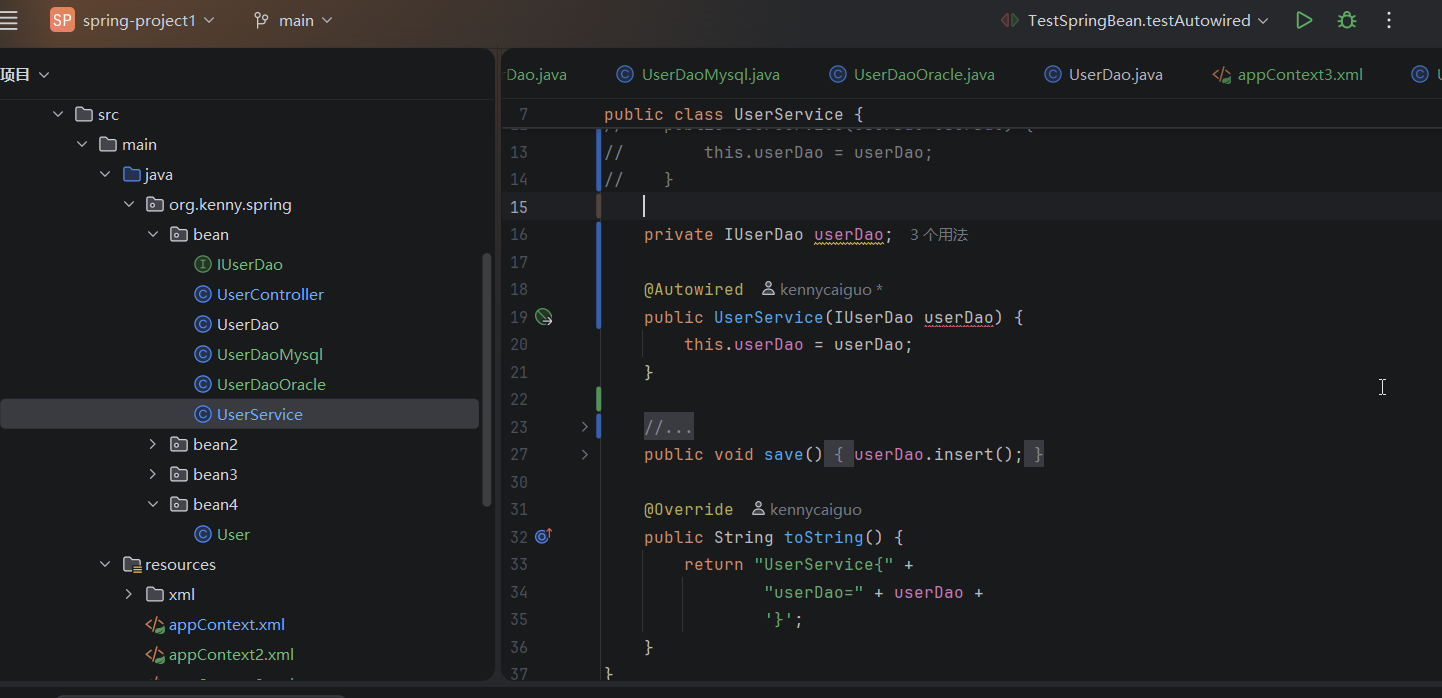 SP spring-project1 main TestSpringBean.testAutowired
项目
Dao.java UserDaoMysql.java UserDaoOracle.java UserDao.java appContext3.xml
src
main
java
org.kenny.spring
bean
IUserDao
UserController
UserDao
UserDaoMysql
UserDaoOracle
UserService
bean2
bean3
bean4
User
resources
xml
appContext.xml
appContext2.xml
7 public class UserService {
13 //        this.userDao = userDao;
14 //    }
15
16 private IUserDao userDao; 3 个用法
17
18 @Autowired kennycaiguo *
19 public UserService(IUserDao userDao) {
20 this.userDao = userDao;
21 }
22
23 //...
27 public void save() { userDao.insert(); }
30
31 @Override kennycaiguo
32 public String toString() {
33 return "UserService{" +
34 "userDao=" + userDao +
35 '}';
36 }
37 }